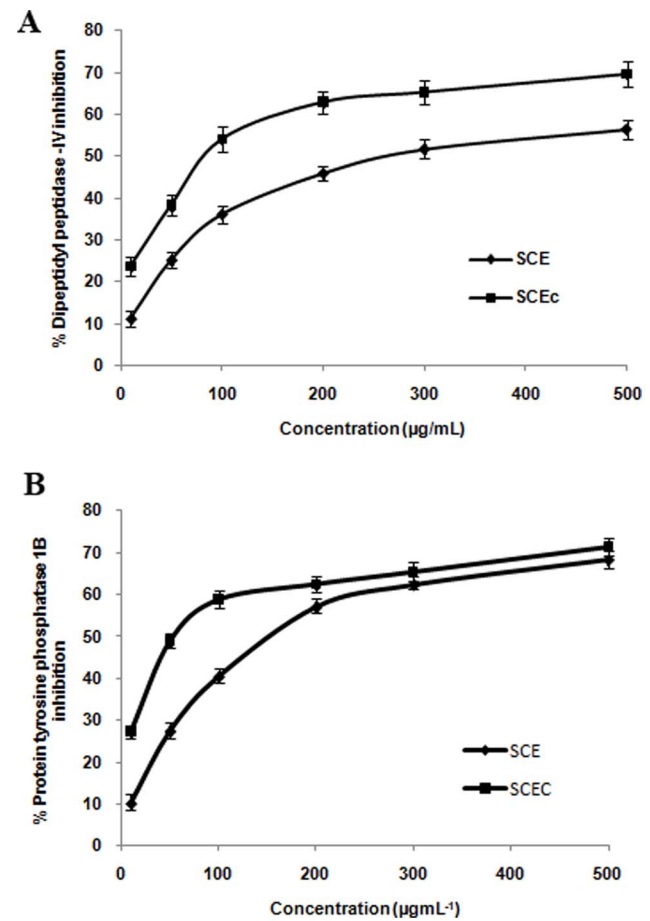 A
% Dipeptidyl peptidase -IV inhibition
80
70
60
50
40
30
20
10
0
0 100 200 300 400 500
Concentration (µg/mL)
SCE
SCEc
B
% Protein tyrosine phosphatase 1B
inhibition
80
70
60
50
40
30
20
10
0
0 100 200 300 400 500
Concentration (µgmL⁻¹)
SCE
SCEC